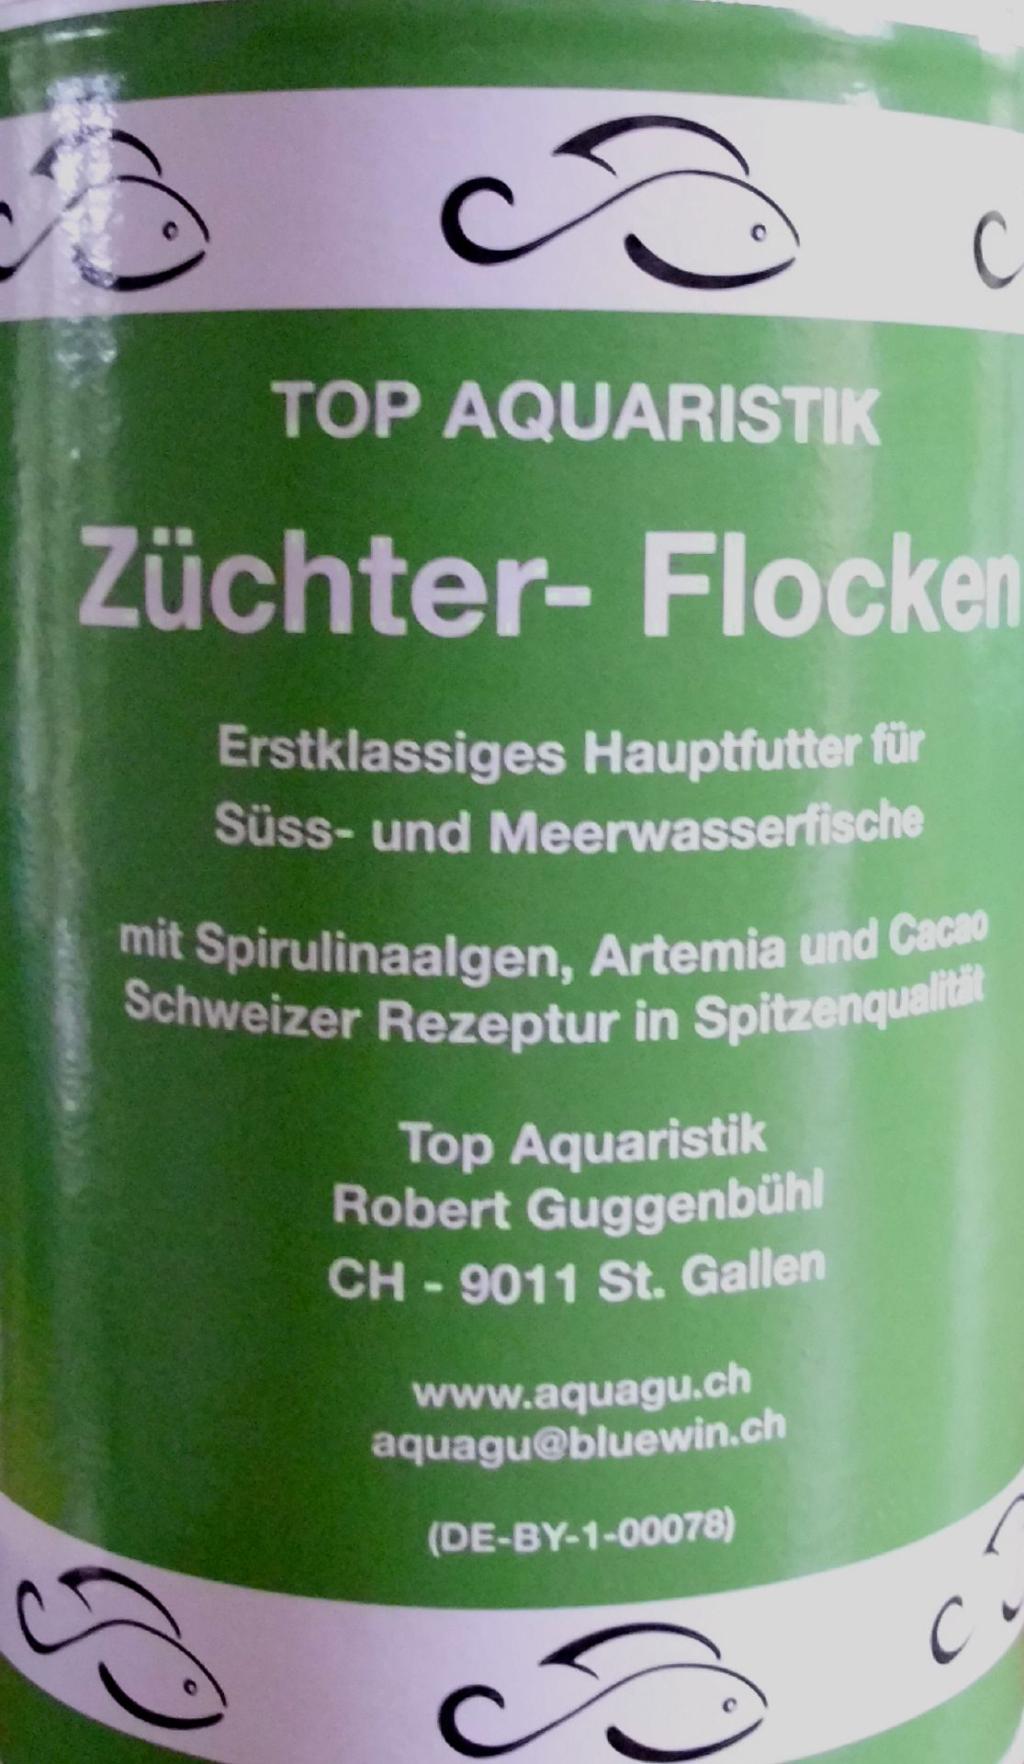 TOP AQUARISTIK
Züchter- Flocken
Erstklassiges Hauptfutter für
Süss- und Meerwasserfische
mit Spirulinaalgen, Artemia und Cacao
Schweizer Rezeptur in Spitzenqualität
Top Aquaristik
Robert Guggenbühl
CH - 9011 St. Gallen
www.aquagu.ch
aquagu@bluewin.ch
(DE-BY-1-00078)